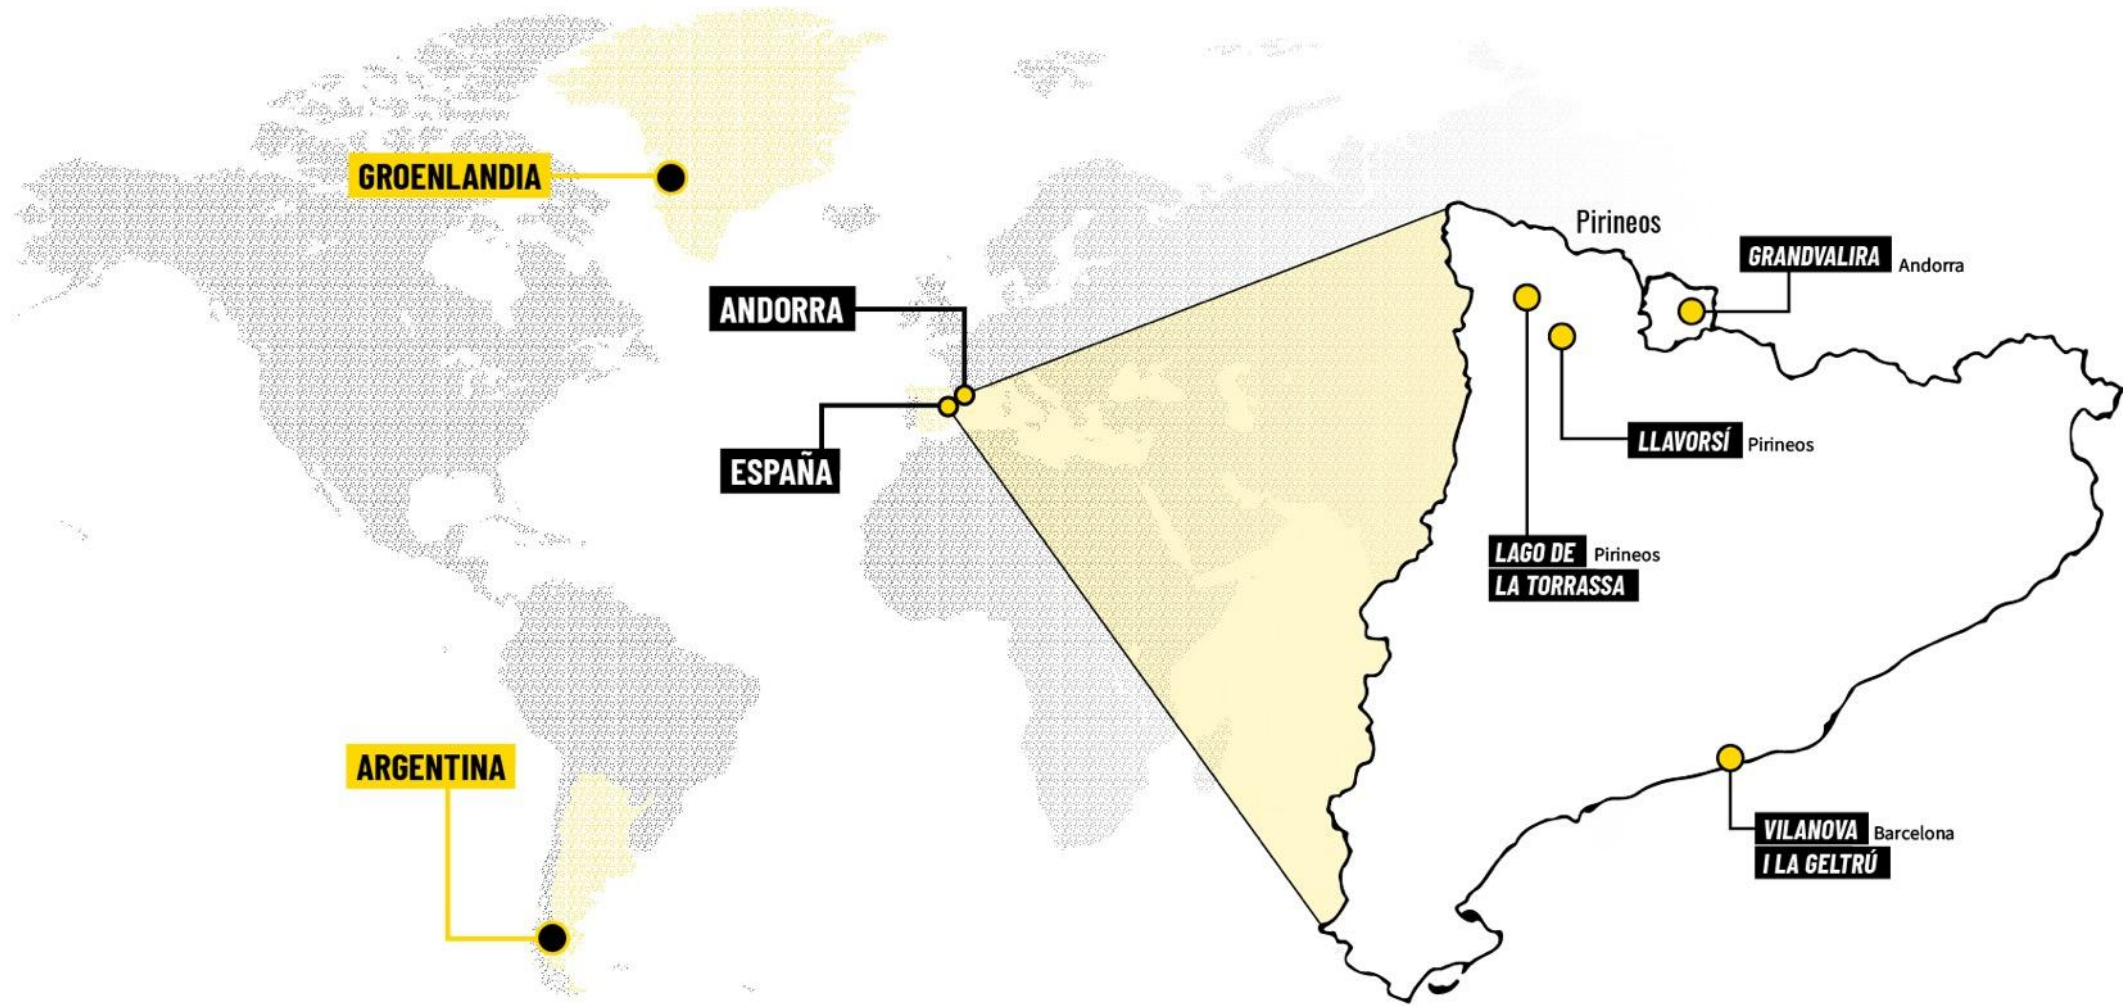 GROENLANDIA
Pirineos
GRANDVALIRA Andorra
ANDORRA
LLAVORSÍ Pirineos
ESPAÑA
LAGO DE Pirineos
LA TORRASSA
ARGENTINA
VILANOVA Barcelona
I LA GELTRÚ